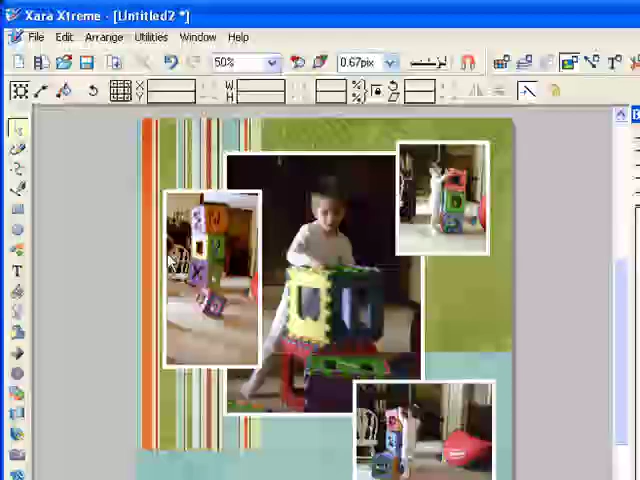 Xara Xtreme - [Untitled2 *]
File Edit Arrange Utilities Window Help
50% 0.67pix
X W
Y H
T